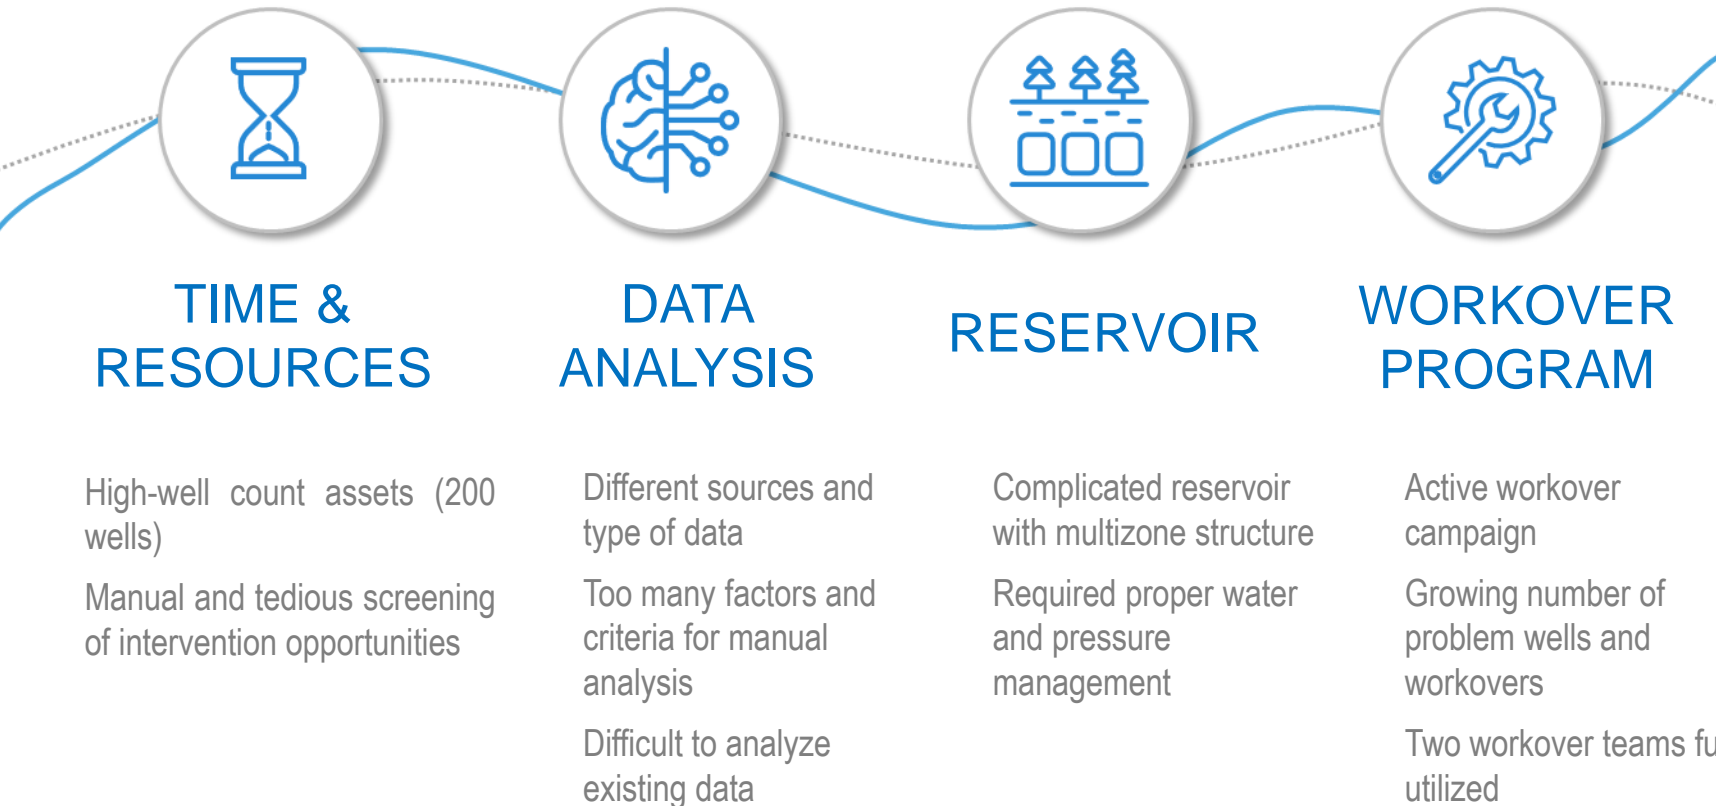 TIME &
RESOURCES
High-well count assets (200
wells)
Manual and tedious screening
of intervention opportunities
DATA
ANALYSIS
Different sources and
type of data
Too many factors and
criteria for manual
analysis
Difficult to analyze
existing data
RESERVOIR
Complicated reservoir
with multizone structure
Required proper water
and pressure
management
WORKOVER
PROGRAM
Active workover
campaign
Growing number of
problem wells and
workovers
Two workover teams
utilized